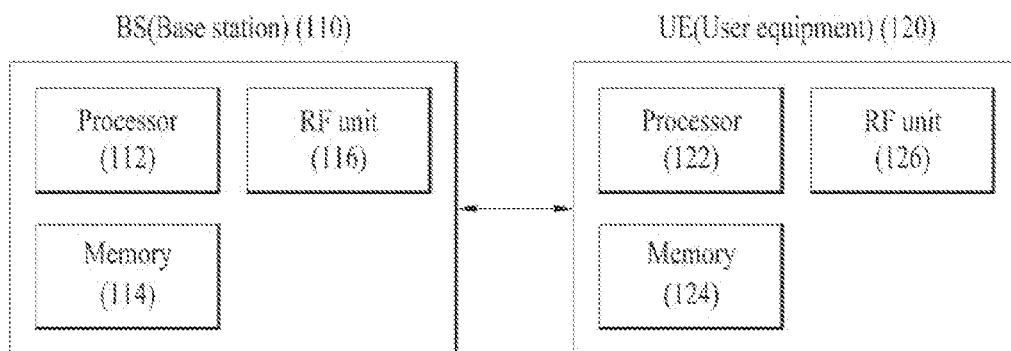 BS(Base station) (110)
Processor
(112)
RF unit
(116)
Memory
(114)
UE(User equipment) (120)
Processor
(122)
RF unit
(126)
Memory
(124)